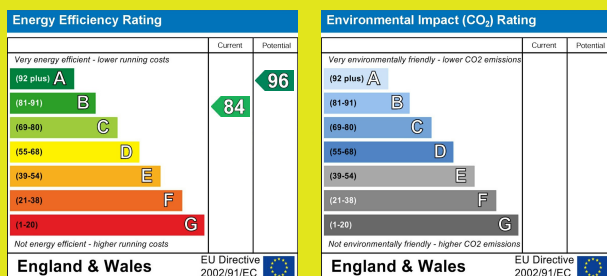 Energy Efficiency Rating
Current Potential
Very energy efficient - lower running costs
(92 plus) A
96
(81-91) B
84
(69-80) C
(55-68) D
(39-54) E
(21-38) F
(1-20) G
Not energy efficient - higher running costs
England & Wales
EU Directive
2002/91/EC
Environmental Impact (CO₂) Rating
Current Potential
Very environmentally friendly - lower CO2 emissions
(92 plus) A
(81-91) B
(69-80) C
(55-68) D
(39-54) E
(21-38) F
(1-20) G
Not environmentally friendly - higher CO2 emissions
England & Wales
EU Directive
2002/91/EC